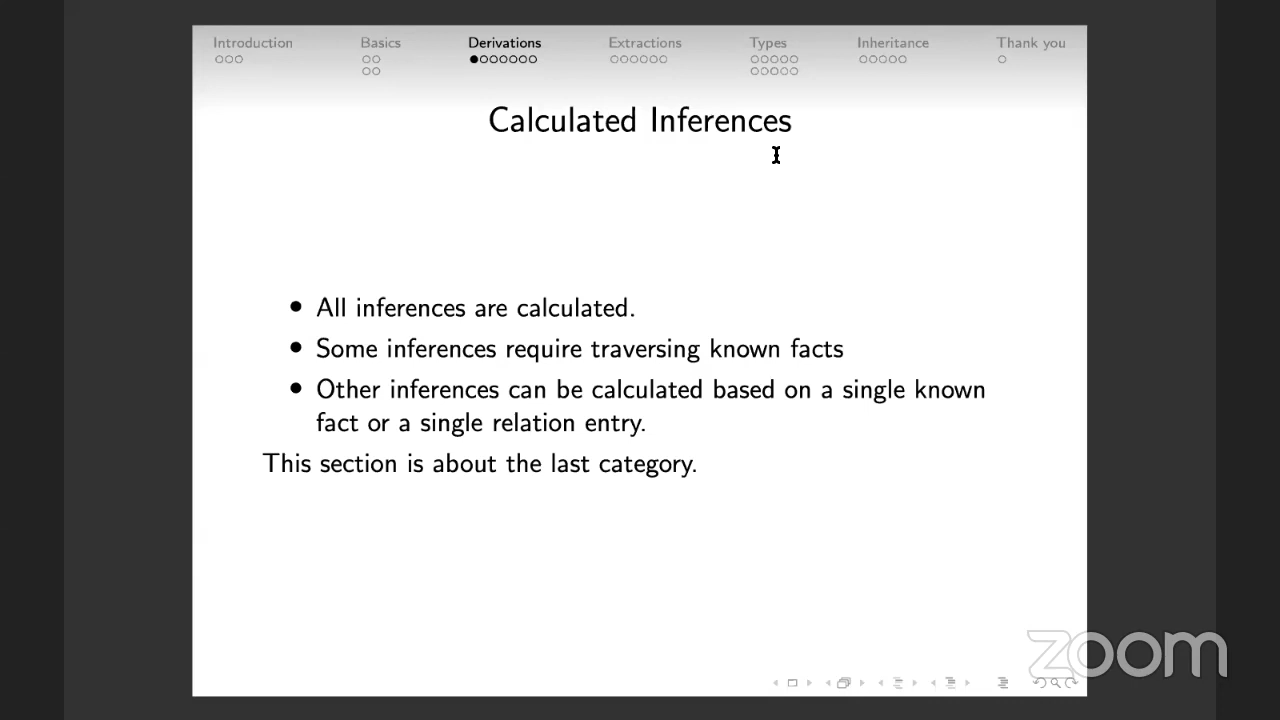 Introduction Basics Derivations Extractions Types Inheritance Thank you
Calculated Inferences
All inferences are calculated.
Some inferences require traversing known facts
Other inferences can be calculated based on a single known
fact or a single relation entry.
This section is about the last category.
zoom